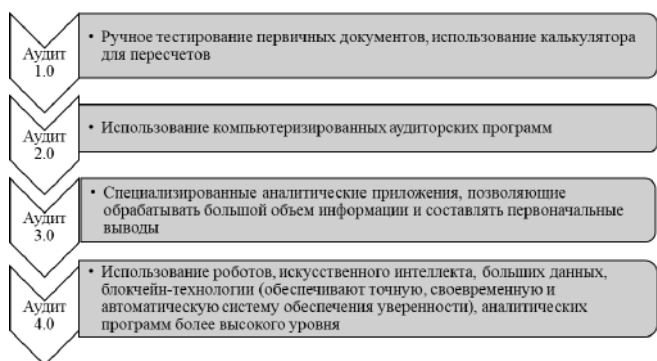 Аудит
1.0
• Ручное тестирование первичных документов, использование калькулятора
для пересчетов
Аудит
2.0
• Использование компьютеризированных аудиторских программ
Аудит
3.0
• Специализированные аналитические приложения, позволяющие
обрабатывать большой объем информации и составлять первоначальные
выводы
Аудит
4.0
• Использование роботов, искусственного интеллекта, больших данных,
блокчейн-технологии (обеспечивают точную, своевременную и
автоматическую систему обеспечения уверенности), аналитических
программ более высокого уровня